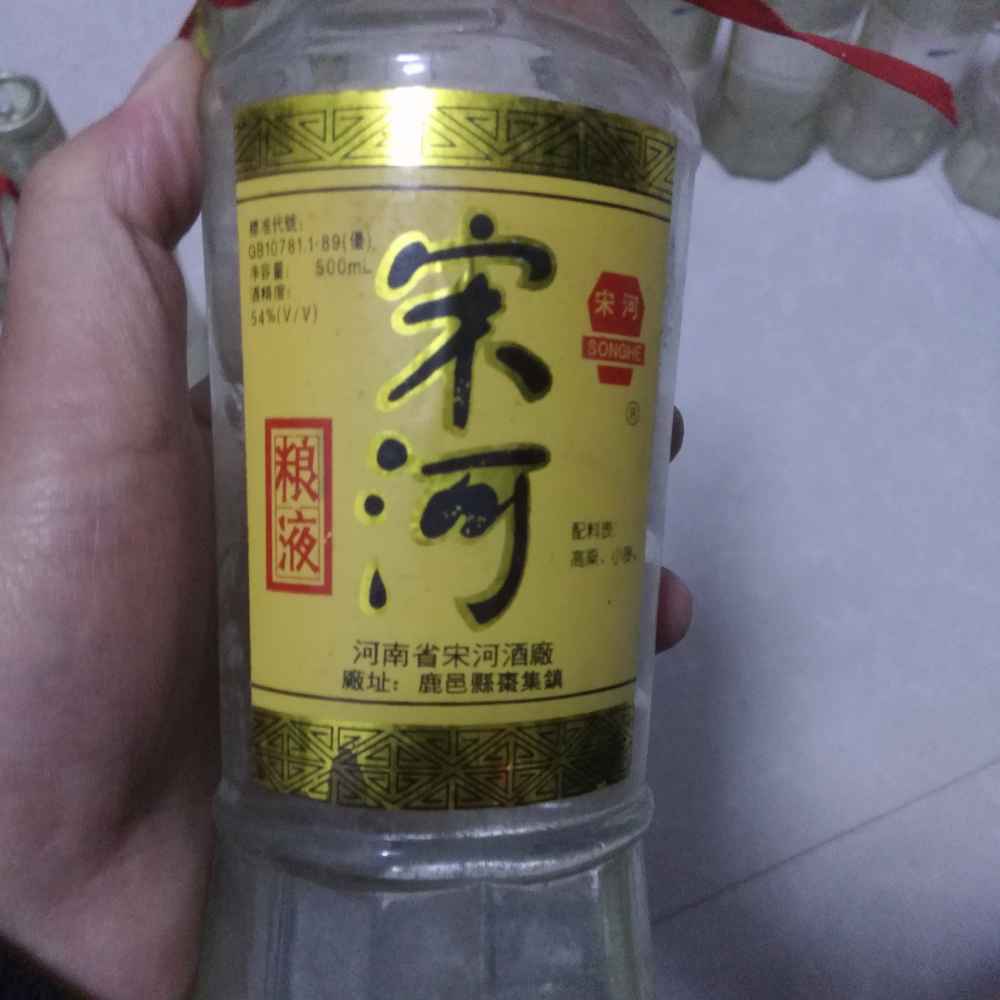 標准代號:
GB10781.1-89(優)
净容量: 500mL
酒精度:
54%(V/V)
宋河
宋河
SONGHE
®
粮液
配料表:
高粱、小麥、
河南省宋河酒廠
廠址: 鹿邑縣棗集鎮